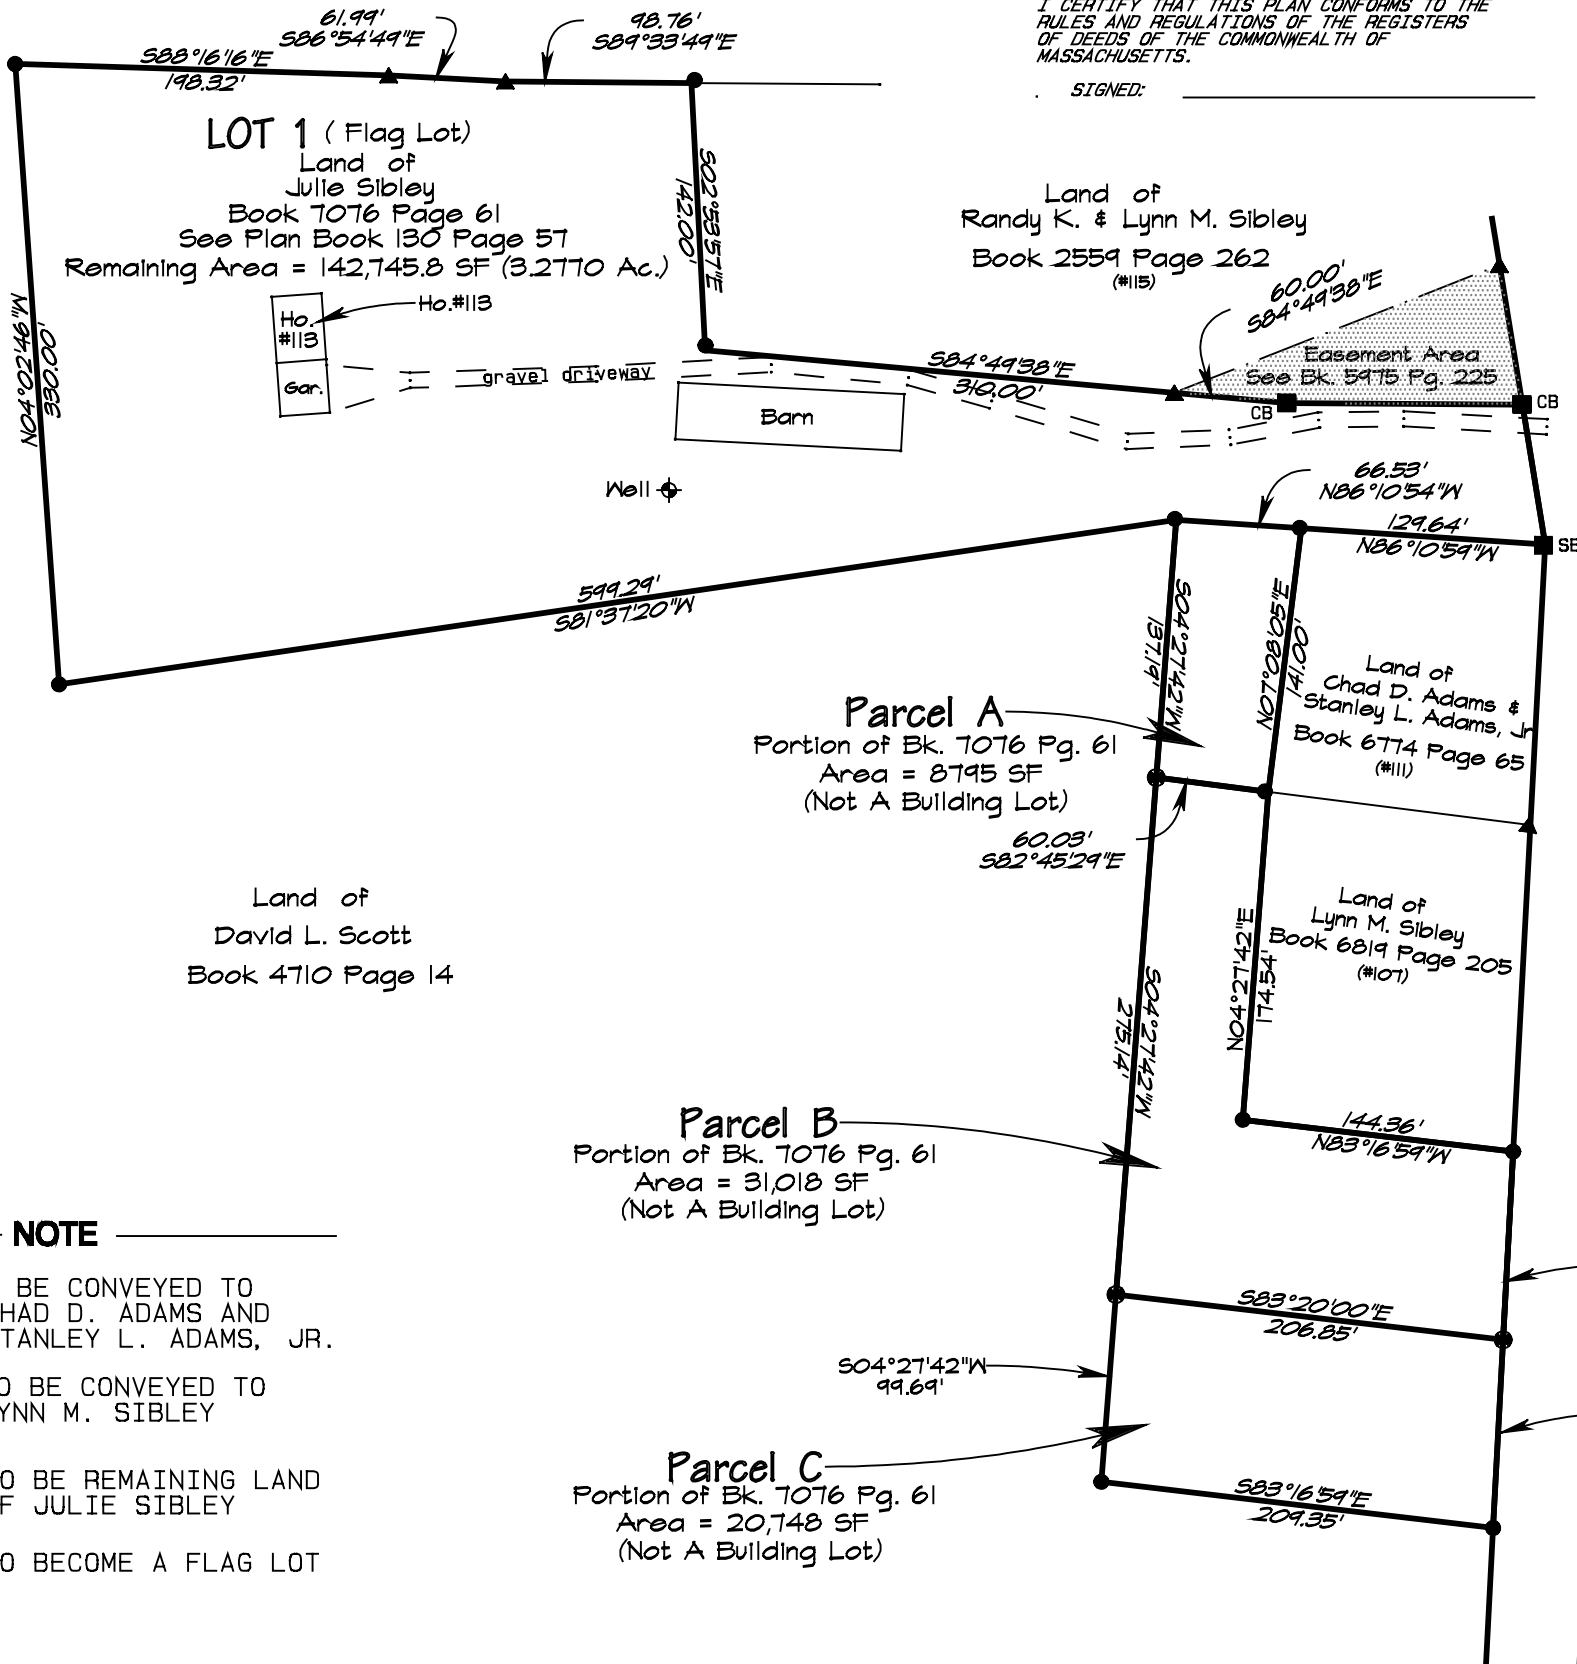 I CERTIFY THAT THIS PLAN CONFORMS TO THE
RULES AND REGULATIONS OF THE REGISTERS
OF DEEDS OF THE COMMONWEALTH OF
MASSACHUSETTS.
SIGNED:
61.99'
S86°54'49"E
98.76'
S89°33'49"E
S88°16'16"E
198.32'
LOT 1 ( Flag Lot)
Land of
Julie Sibley
Book 7076 Page 61
See Plan Book 130 Page 57
Remaining Area = 142,745.8 SF (3.2770 Ac.)
S02°53'57"E
142.00'
Land of
Randy K. & Lynn M. Sibley
Book 2559 Page 262
(#115)
60.00'
S84°49'38"E
Ho.
#113
Ho.#113
Gar.
gravel driveway
N04°02'46"W
330.00'
S84°49'38"E
310.00'
Easement Area
See Bk. 5975 Pg. 225
CB
CB
Barn
Well
66.53'
N86°10'54"W
129.64'
N86°10'59"W
599.29'
S81°37'20"W
S04°27'42"W
137.19'
N07°08'05"E
141.00'
Land of
Chad D. Adams &
Stanley L. Adams, Jr
Book 6774 Page 65
(#111)
Parcel A
Portion of Bk. 7076 Pg. 61
Area = 8795 SF
(Not A Building Lot)
60.03'
S82°45'29"E
Land of
David L. Scott
Book 4710 Page 14
Land of
Lynn M. Sibley
Book 6819 Page 205
(#107)
N04°27'42"E
174.54'
S04°27'42"W
275.14'
Parcel B
Portion of Bk. 7076 Pg. 61
Area = 31,018 SF
(Not A Building Lot)
144.36'
N83°16'59"W
S83°20'00"E
206.85'
S04°27'42"W
99.69'
Parcel C
Portion of Bk. 7076 Pg. 61
Area = 20,748 SF
(Not A Building Lot)
S83°16'59"E
209.35'
NOTE
BE CONVEYED TO
HAD D. ADAMS AND
TANLEY L. ADAMS, JR.
O BE CONVEYED TO
YNN M. SIBLEY
O BE REMAINING LAND
F JULIE SIBLEY
O BECOME A FLAG LOT